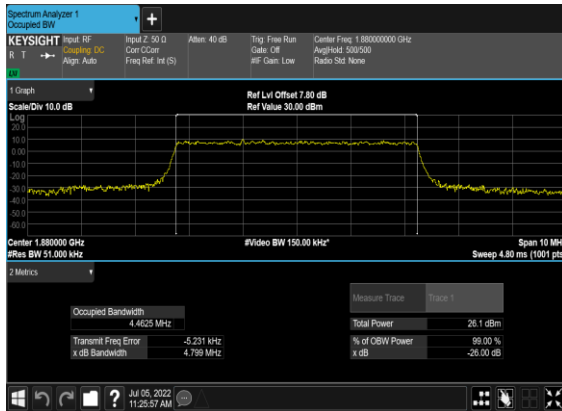 Spectrum Analyzer 1
Occupied BW
+
KEYSIGHT
R T
LXI
Input: RF
Coupling: DC
Align: Auto
Input Z: 50 Ω
Corr CCorr
Freq Ref: Int (S)
Atten: 40 dB
Trig: Free Run
Gate: Off
#IF Gain: Low
Center Freq: 1.880000000 GHz
Avg|Hold: 500/500
Radio Std: None
1 Graph
Scale/Div 10.0 dB
Ref Lvl Offset 7.80 dB
Ref Value 30.00 dBm
Log
20.0
10.0
0.00
-10.0
-20.0
-30.0
-40.0
-50.0
-60.0
Center 1.880000 GHz
#Res BW 51.000 kHz
#Video BW 150.00 kHz*
Span 10 MH
Sweep 4.80 ms (1001 pts
2 Metrics
Measure Trace Trace 1
Occupied Bandwidth
4.4625 MHz
Total Power 26.1 dBm
Transmit Freq Error -5.231 kHz
% of OBW Power 99.00 %
x dB Bandwidth 4.799 MHz
x dB -26.00 dB
?
Jul 05, 2022
11:25:57 AM